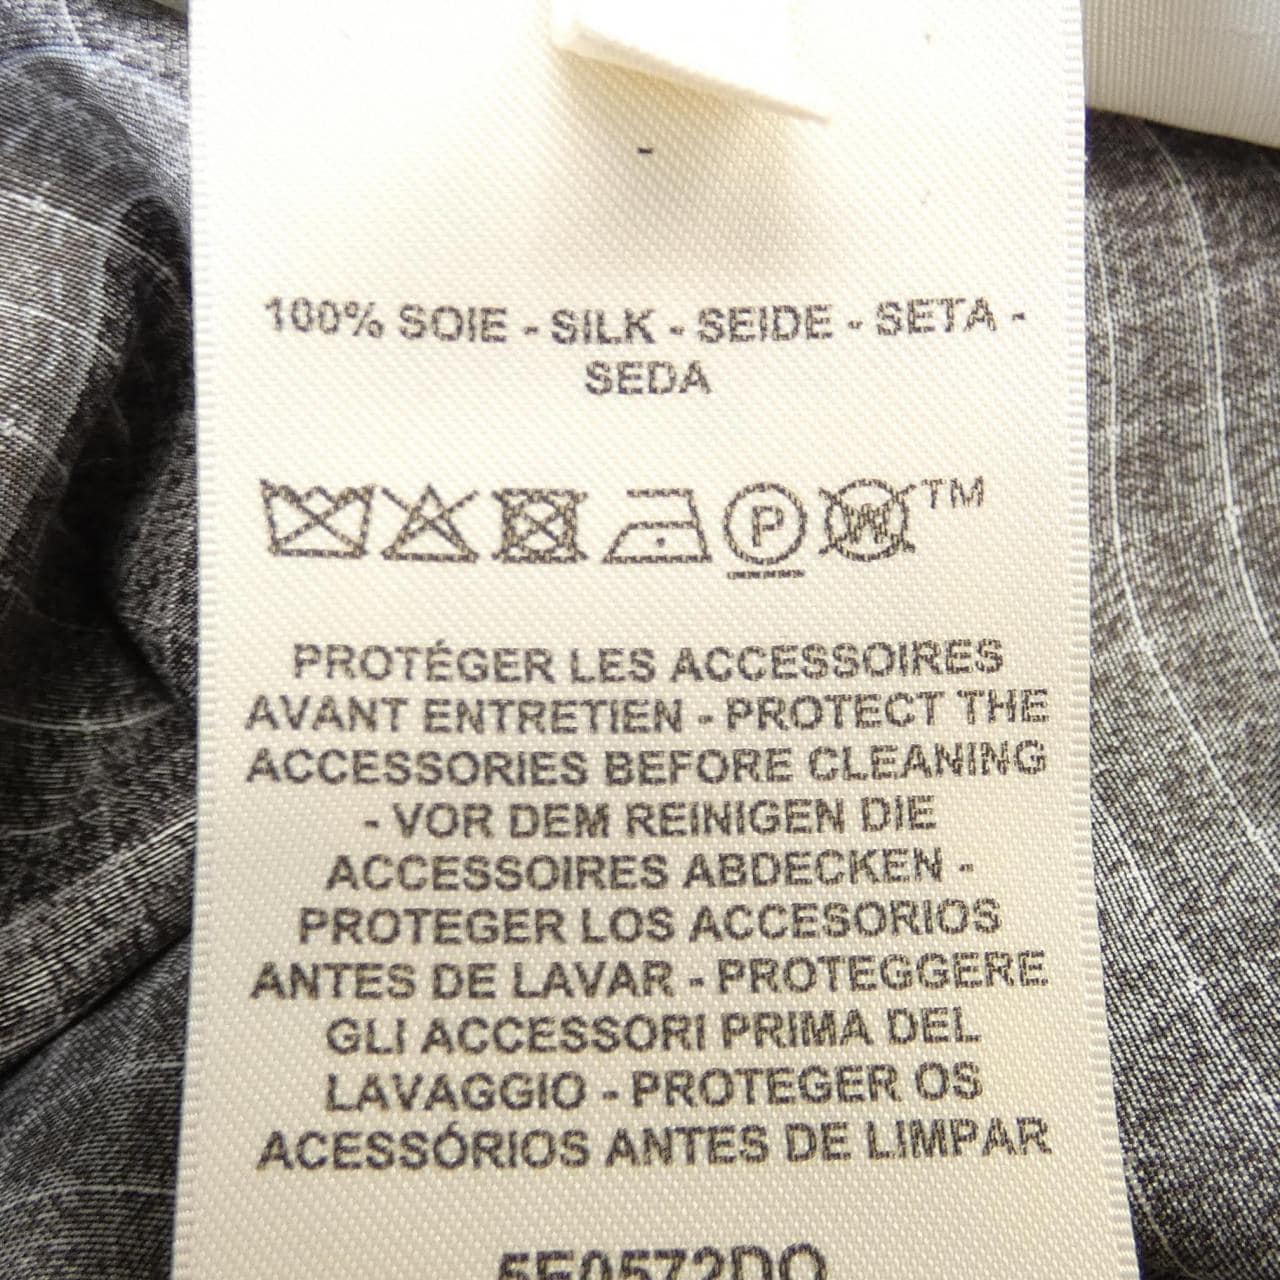 -
100% SOIE - SILK - SEIDE - SETA -
SEDA
P W TM
PROTÉGER LES ACCESSOIRES
AVANT ENTRETIEN - PROTECT THE
ACCESSORIES BEFORE CLEANING
- VOR DEM REINIGEN DIE
ACCESSOIRES ABDECKEN -
PROTEGER LOS ACCESORIOS
ANTES DE LAVAR - PROTEGGERE
GLI ACCESSORI PRIMA DEL
LAVAGGIO - PROTEGER OS
ACESSÓRIOS ANTES DE LIMPAR